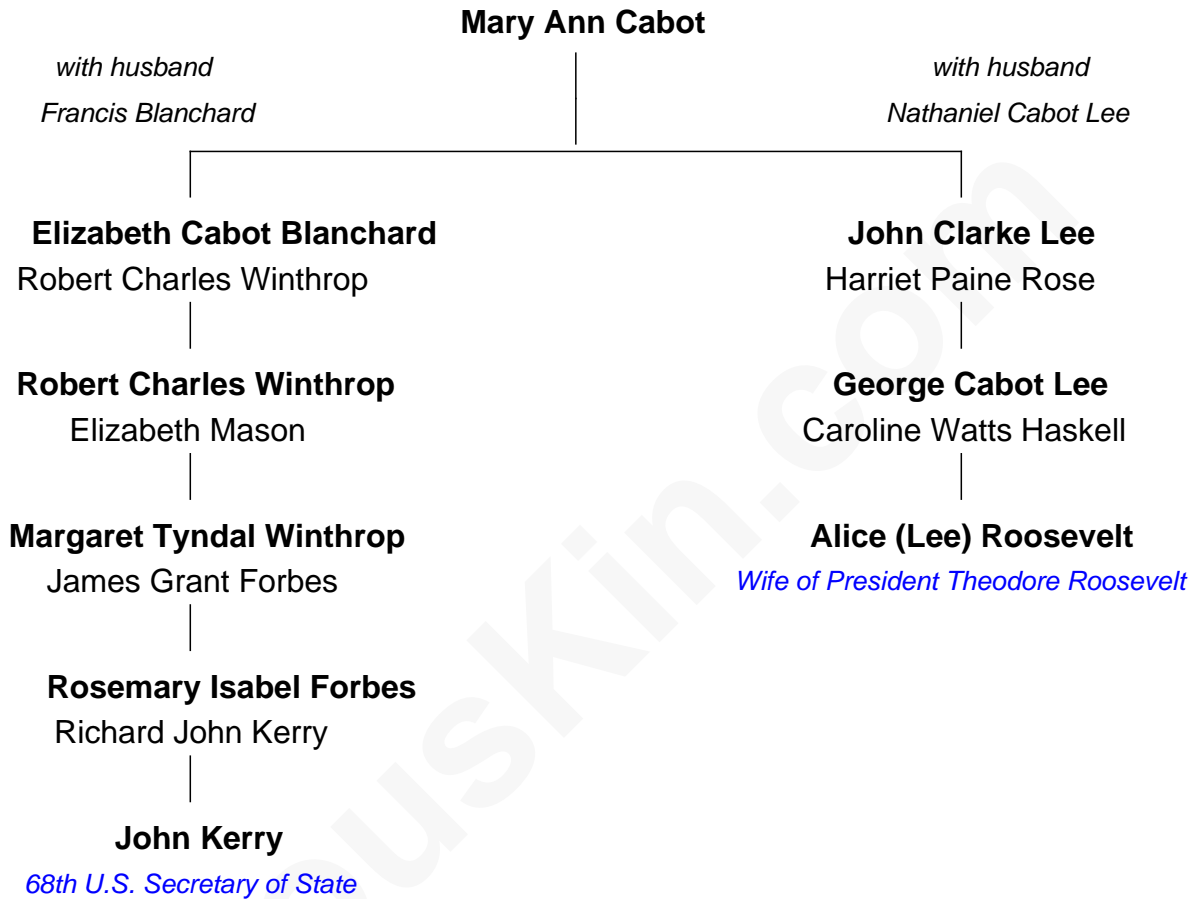 Mary Ann Cabot
with husband
Francis Blanchard
with husband
Nathaniel Cabot Lee
Elizabeth Cabot Blanchard
Robert Charles Winthrop
John Clarke Lee
Harriet Paine Rose
Robert Charles Winthrop
Elizabeth Mason
George Cabot Lee
Caroline Watts Haskell
Margaret Tyndal Winthrop
James Grant Forbes
Alice (Lee) Roosevelt
Wife of President Theodore Roosevelt
Rosemary Isabel Forbes
Richard John Kerry
John Kerry
68th U.S. Secretary of State
usKin.com